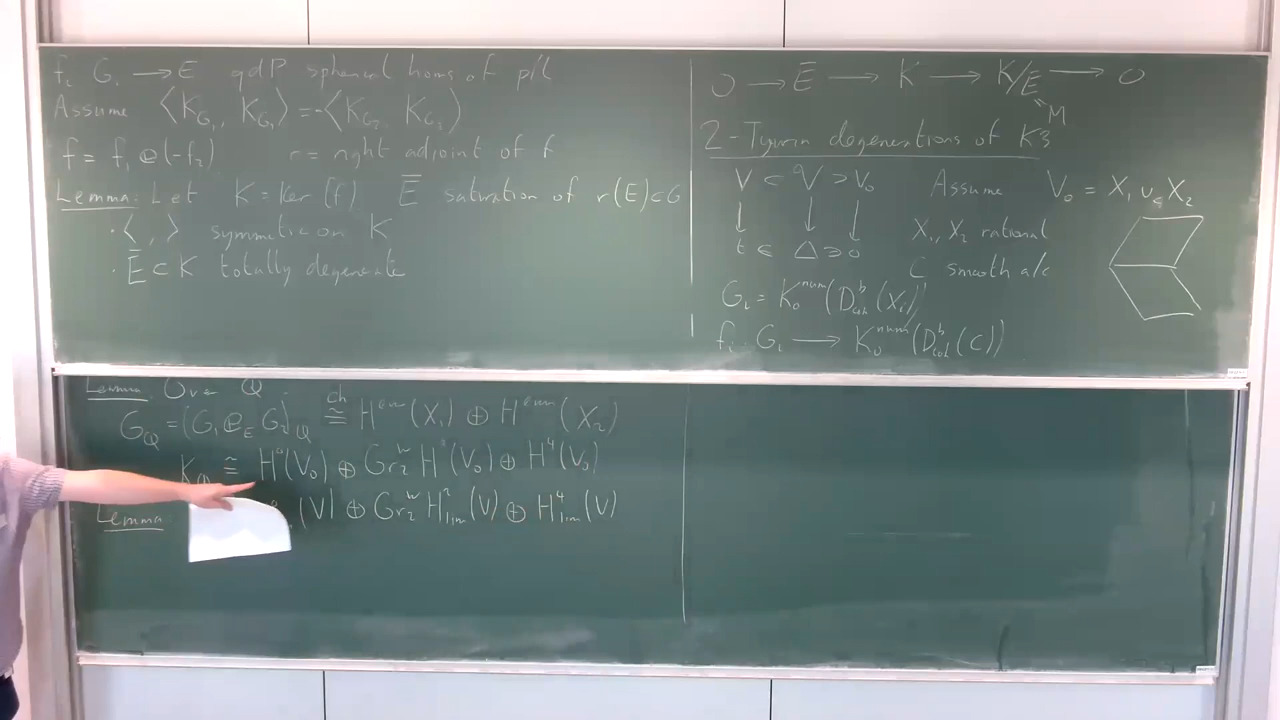 f_i G_i → E qdP spherical homs of p/l
Assume ⟨K_{G_1}, K_{G_1}⟩ = -⟨K_{G_2}, K_{G_2}⟩
f = f_1 ⊕ (-f_2) r = right adjoint of f
Lemma: Let K = Ker(f) Ē saturation of r(E) ⊂ G
· ⟨ , ⟩ symmetric on K
· Ē ⊂ K totally degenerate
0 → Ē → K → K/Ē → 0
M
2 - Tyurin degenerations of K3
V ⊂ 𝒱 ∋ V_0 Assume V_0 = X_1 ∪_C X_2
↓ ↓ ↓ X_1, X_2 rational
t ∈ Δ ∋ 0 C smooth a/c
G_i = K_0^{num}(D^b_{coh}(X_i))
f_i G_i → K_0^{num}(D^b_{coh}(C))
Lemma Over Q :
G_Q = (G_1 ⊕_E G_2)_Q ≅^{ch} H^{even}(X_1) ⊕ H^{even}(X_2)
K_Q ≅ H^0(V_0) ⊕ Gr_2^W H^2(V_0) ⊕ H^4(V_0)
Lemma (V) ⊕ Gr_2^W H^2_{lim}(V) ⊕ H^4_{lim}(V)